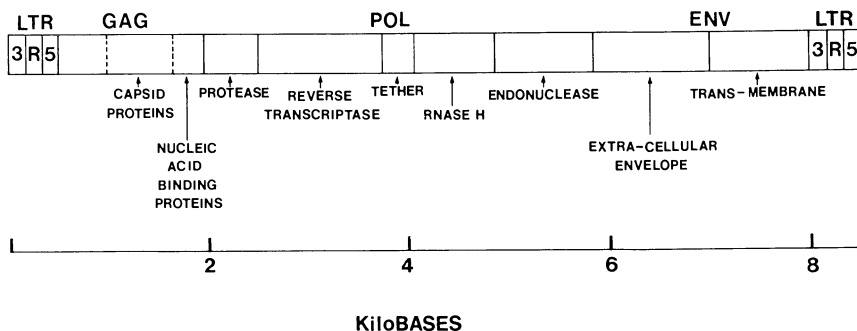 LTR GAG POL ENV LTR
3 R 5 3 R 5
CAPSID
PROTEINS
NUCLEIC
ACID
BINDING
PROTEINS
PROTEASE
REVERSE
TRANSCRIPTASE
TETHER
RNASE H
ENDONUCLEASE
EXTRA-CELLULAR
ENVELOPE
TRANS-MEMBRANE
2 4 6 8
KiloBASES